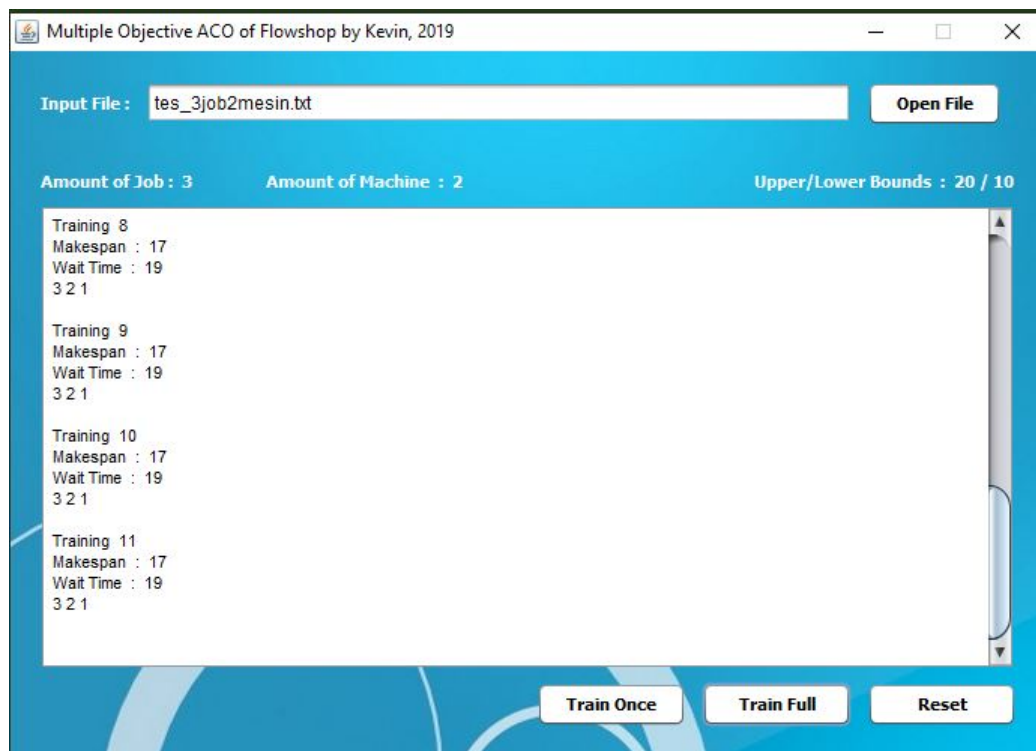 Multiple Objective ACO of Flowshop by Kevin, 2019
Input File : tes_3job2mesin.txt Open File
Amount of Job : 3 Amount of Machine : 2 Upper/Lower Bounds : 20 / 10
Training 8
Makespan : 17
Wait Time : 19
3 2 1
Training 9
Makespan : 17
Wait Time : 19
3 2 1
Training 10
Makespan : 17
Wait Time : 19
3 2 1
Training 11
Makespan : 17
Wait Time : 19
3 2 1
Train Once Train Full Reset